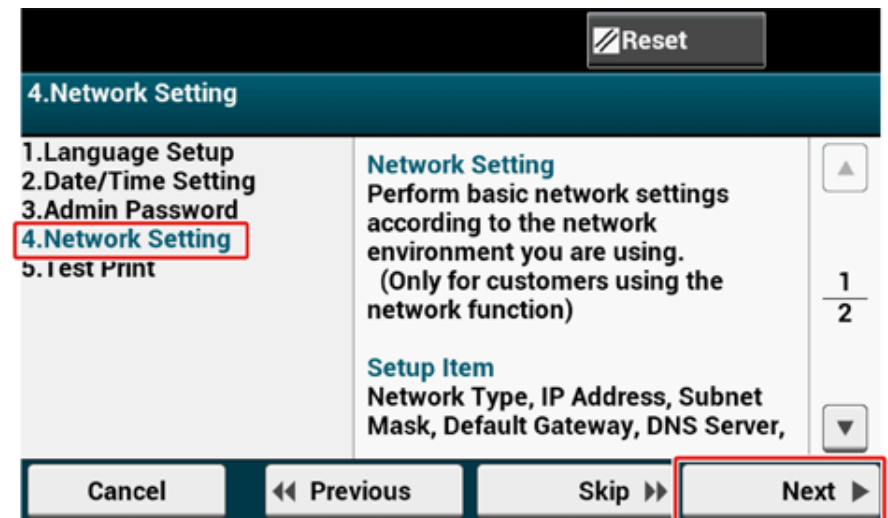 Reset
4.Network Setting
1.Language Setup
2.Date/Time Setting
3.Admin Password
4.Network Setting
5.Test Print
Network Setting
Perform basic network settings
according to the network
environment you are using.
(Only for customers using the
network function)
Setup Item
Network Type, IP Address, Subnet
Mask, Default Gateway, DNS Server,
1
2
Cancel
Previous
Skip
Next